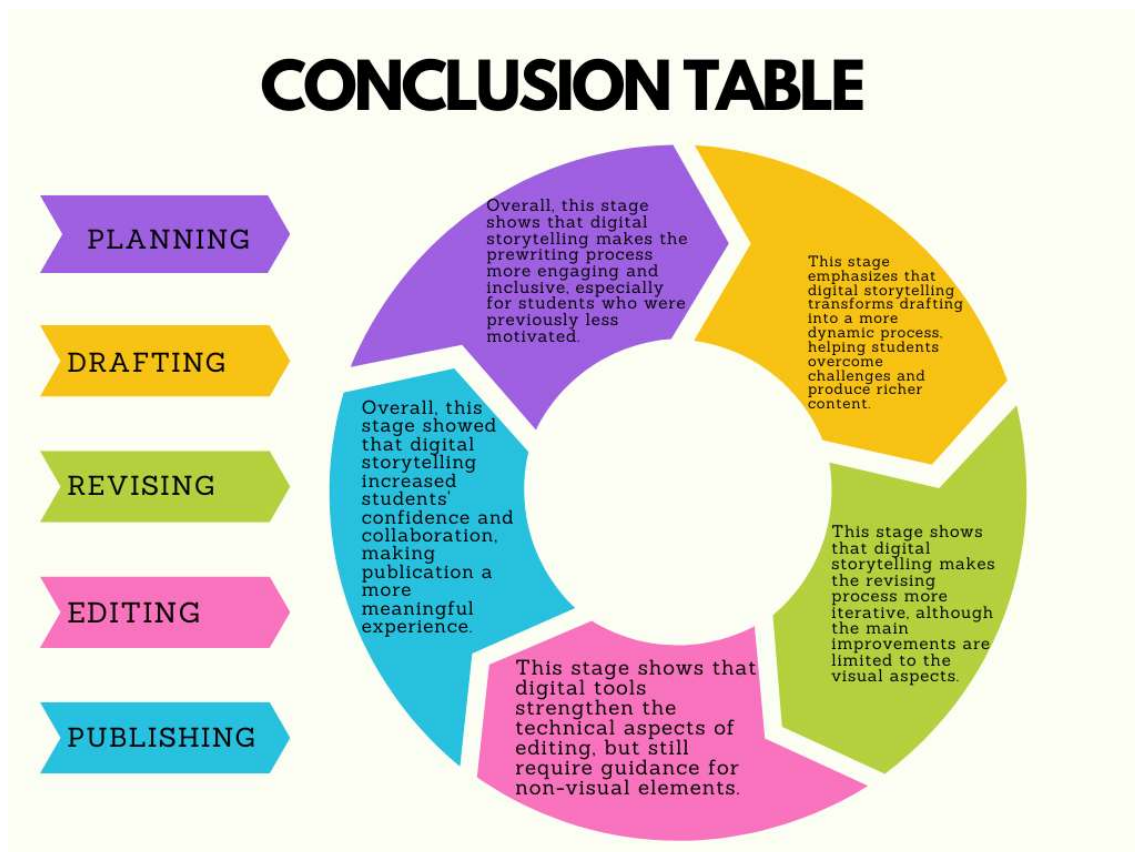 CONCLUSION TABLE
PLANNING
DRAFTING
REVISING
EDITING
PUBLISHING
Overall, this stage
shows that digital
storytelling makes the
prewriting process
more engaging and
inclusive, especially
for students who were
previously less
motivated.
This stage
emphasizes that
digital storytelling
transforms drafting
into a more
dynamic process,
helping students
overcome
challenges and
produce richer
content.
This stage shows
that digital
storytelling makes
the revising
process more
iterative, although
the main
improvements are
limited to the
visual aspects.
This stage shows that
digital tools
strengthen the
technical aspects of
editing, but still
require guidance for
non-visual elements.
Overall, this
stage showed
that digital
storytelling
increased
students'
confidence and
collaboration,
making
publication a
more
meaningful
experience.